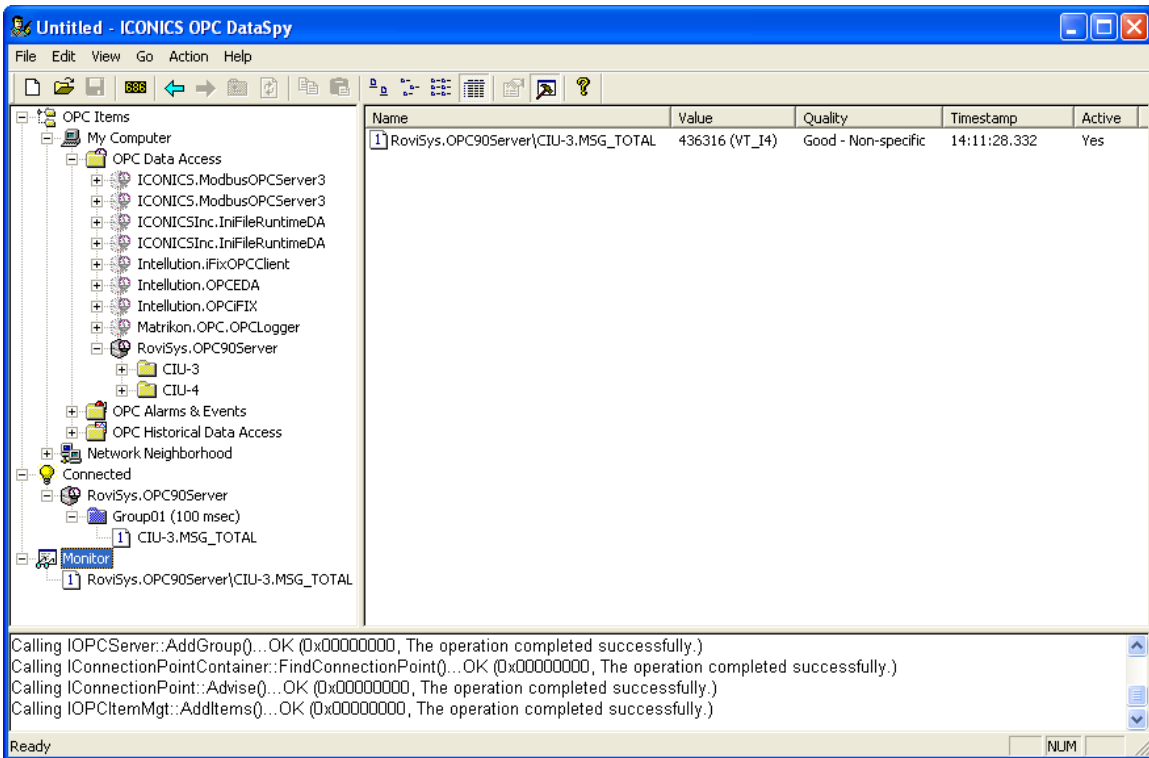 Untitled - ICONICS OPC DataSpy
File Edit View Go Action Help
686
OPC Items
My Computer
OPC Data Access
ICONICS.ModbusOPCServer3
ICONICS.ModbusOPCServer3
ICONICSInc.IniFileRuntimeDA
ICONICSInc.IniFileRuntimeDA
Intellution.iFixOPCClient
Intellution.OPCEDA
Intellution.OPCiFIX
Matrikon.OPC.OPCLogger
RoviSys.OPC90Server
CIU-3
CIU-4
OPC Alarms & Events
OPC Historical Data Access
Network Neighborhood
Connected
RoviSys.OPC90Server
Group01 (100 msec)
1 CIU-3.MSG_TOTAL
Monitor
1 RoviSys.OPC90Server\CIU-3.MSG_TOTAL
Name Value Quality Timestamp Active
1 RoviSys.OPC90Server\CIU-3.MSG_TOTAL 436316 (VT_I4) Good - Non-specific 14:11:28.332 Yes
Calling IOPCServer::AddGroup()...OK (0x00000000, The operation completed successfully.)
Calling IConnectionPointContainer::FindConnectionPoint()...OK (0x00000000, The operation completed successfully.)
Calling IConnectionPoint::Advise()...OK (0x00000000, The operation completed successfully.)
Calling IOPCItemMgt::AddItems()...OK (0x00000000, The operation completed successfully.)
Ready NUM